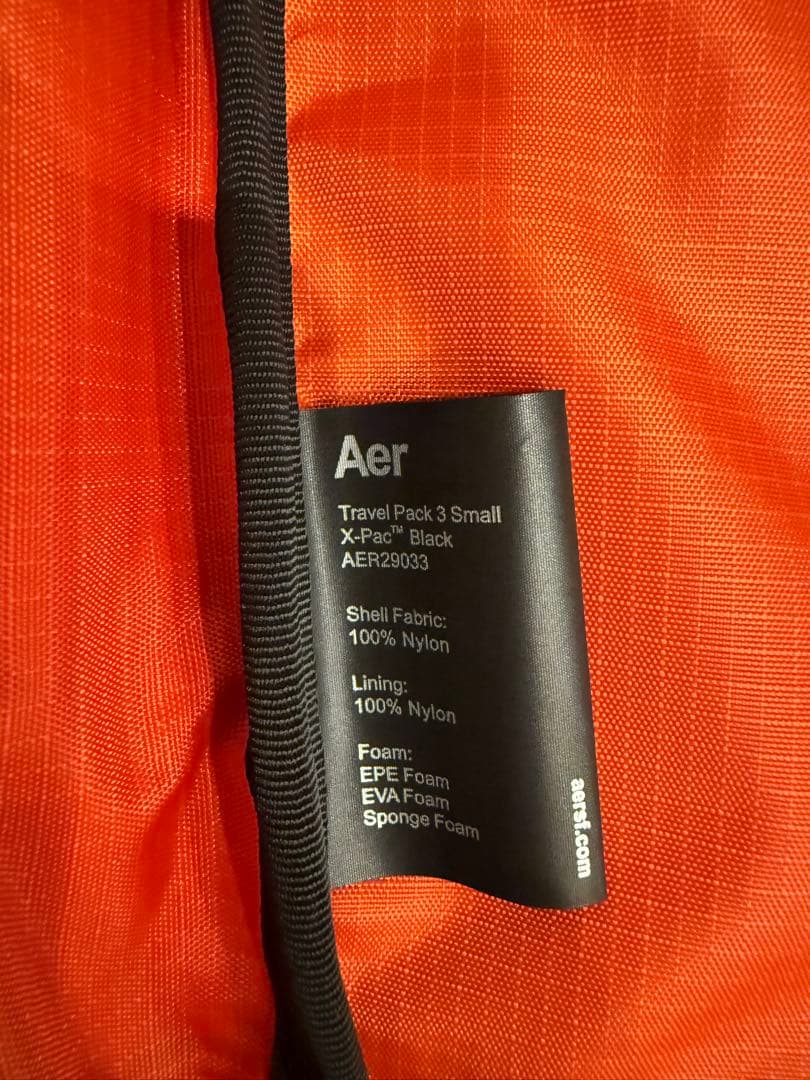 Aer
Travel Pack 3 Small
X-Pac™ Black
AER29033
Shell Fabric:
100% Nylon
Lining:
100% Nylon
Foam:
EPE Foam
EVA Foam
Sponge Foam
aersf.com